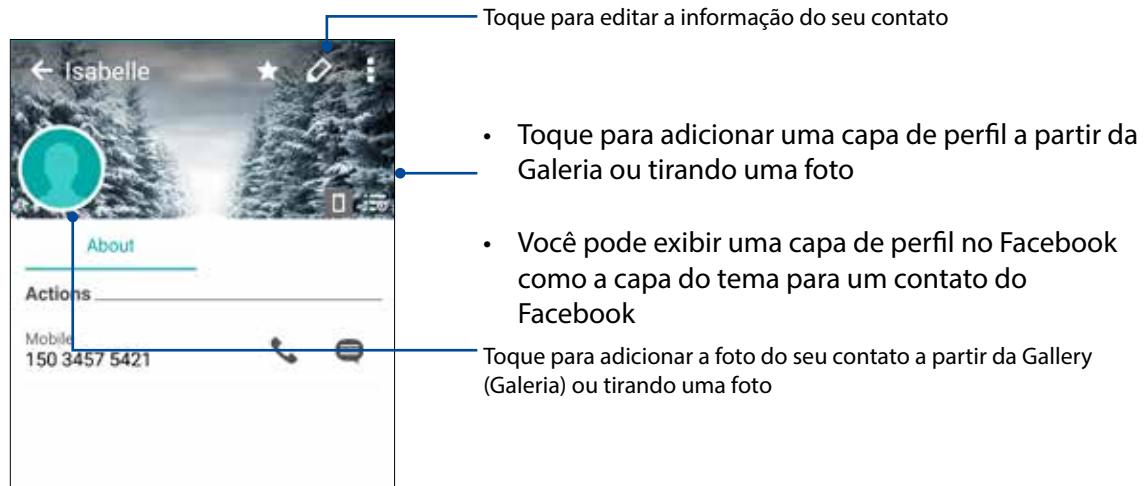 Toque para editar a informação do seu contato
Isabelle
• Toque para adicionar uma capa de perfil a partir da
Galeria ou tirando uma foto
• Você pode exibir uma capa de perfil no Facebook
como a capa do tema para um contato do
Facebook
About
Actions
Mobile
150 3457 5421
Toque para adicionar a foto do seu contato a partir da Gallery
(Galeria) ou tirando uma foto